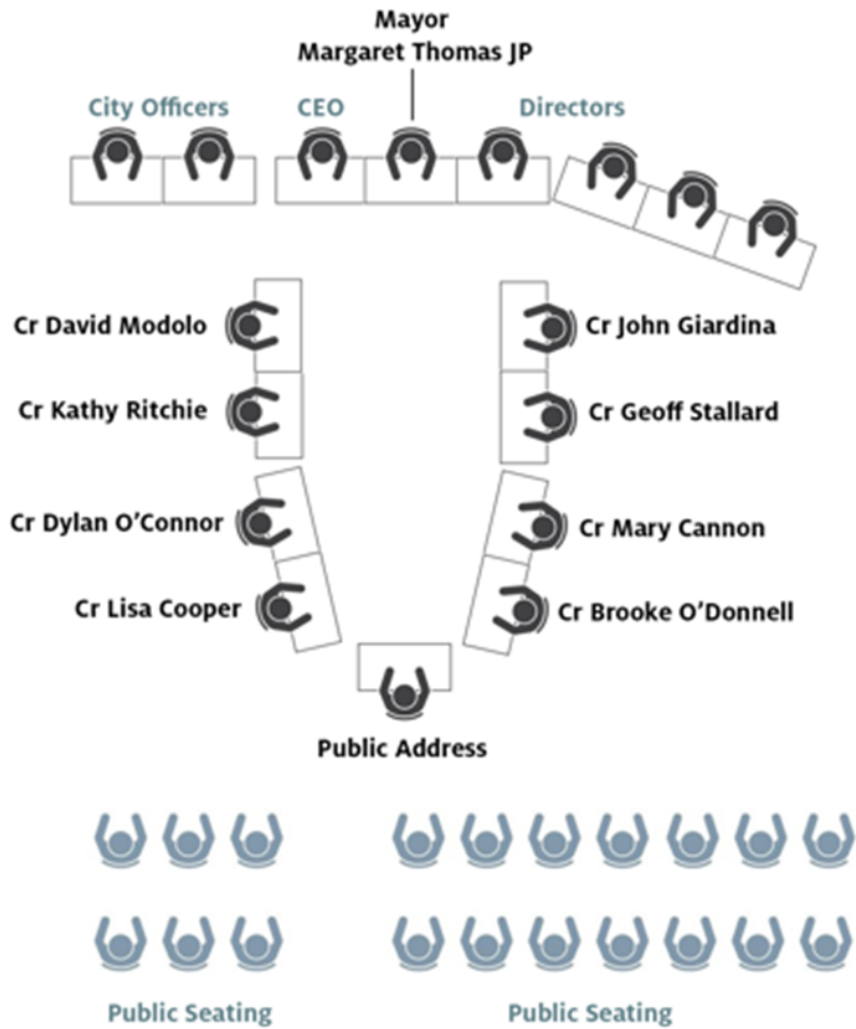 Mayor
Margaret Thomas JP
City Officers
CEO
Directors
Cr David Modolo
Cr John Giardina
Cr Kathy Ritchie
Cr Geoff Stallard
Cr Dylan O’Connor
Cr Mary Cannon
Cr Lisa Cooper
Cr Brooke O’Donnell
Public Address
Public Seating
Public Seating